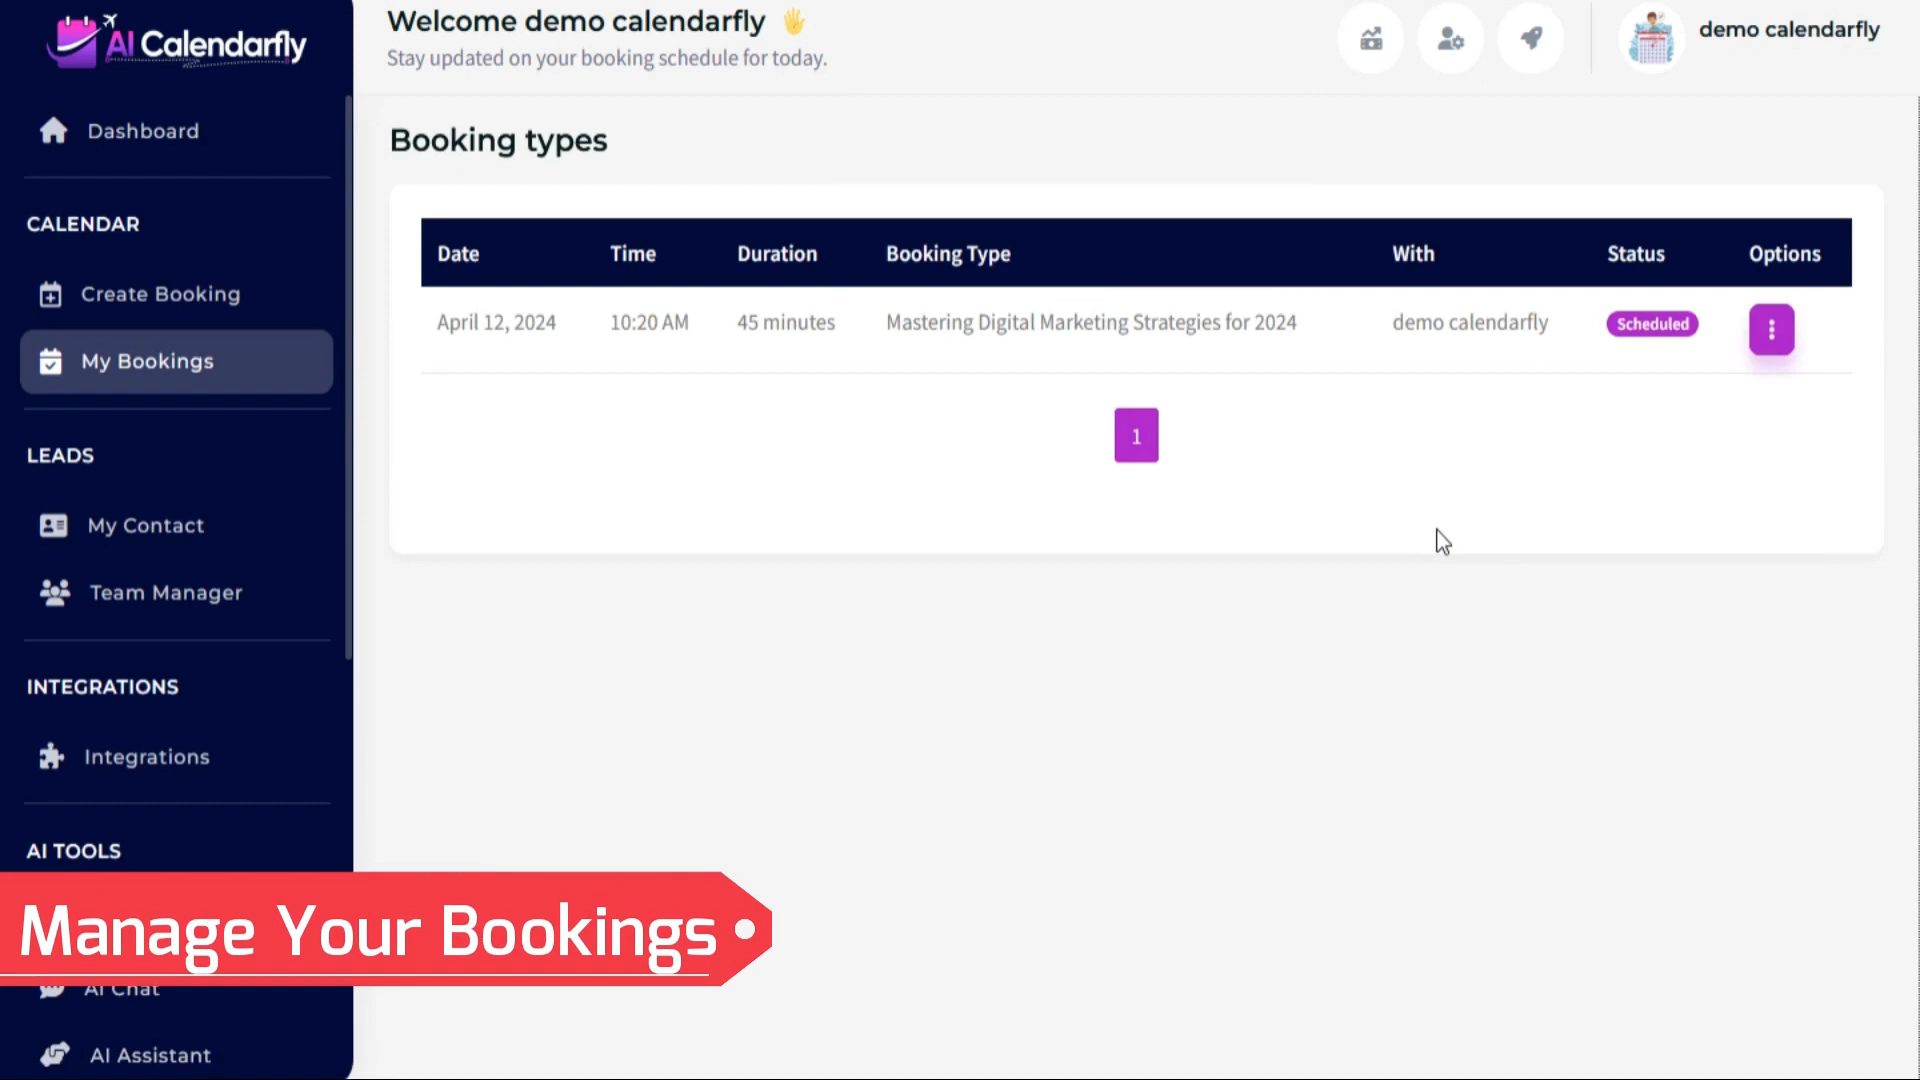 AI Calendarfly
Dashboard
CALENDAR
Create Booking
My Bookings
LEADS
My Contact
Team Manager
INTEGRATIONS
Integrations
AI TOOLS
AI Chat
AI Assistant
Welcome demo calendarfly
Stay updated on your booking schedule for today.
demo calendarfly
Booking types
Date Time Duration Booking Type With Status Options
April 12, 2024 10:20 AM 45 minutes Mastering Digital Marketing Strategies for 2024 demo calendarfly Scheduled
1
Manage Your Bookings